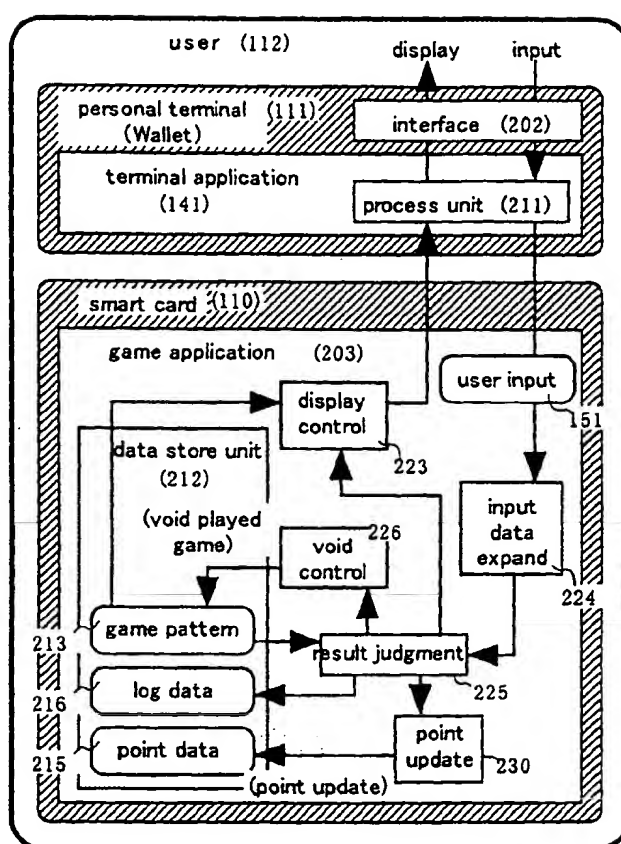 user (112)
display
input
personal terminal (111)
(Wallet)
interface (202)
terminal application
(141)
process unit (211)
smart card (110)
game application (203)
user input
151
display
control
223
data store unit
(212)
(void played
game)
226
void
control
input
data
expand
224
213
game pattern
result judgment
225
216
log data
215
point data
point
update
230
(point update)